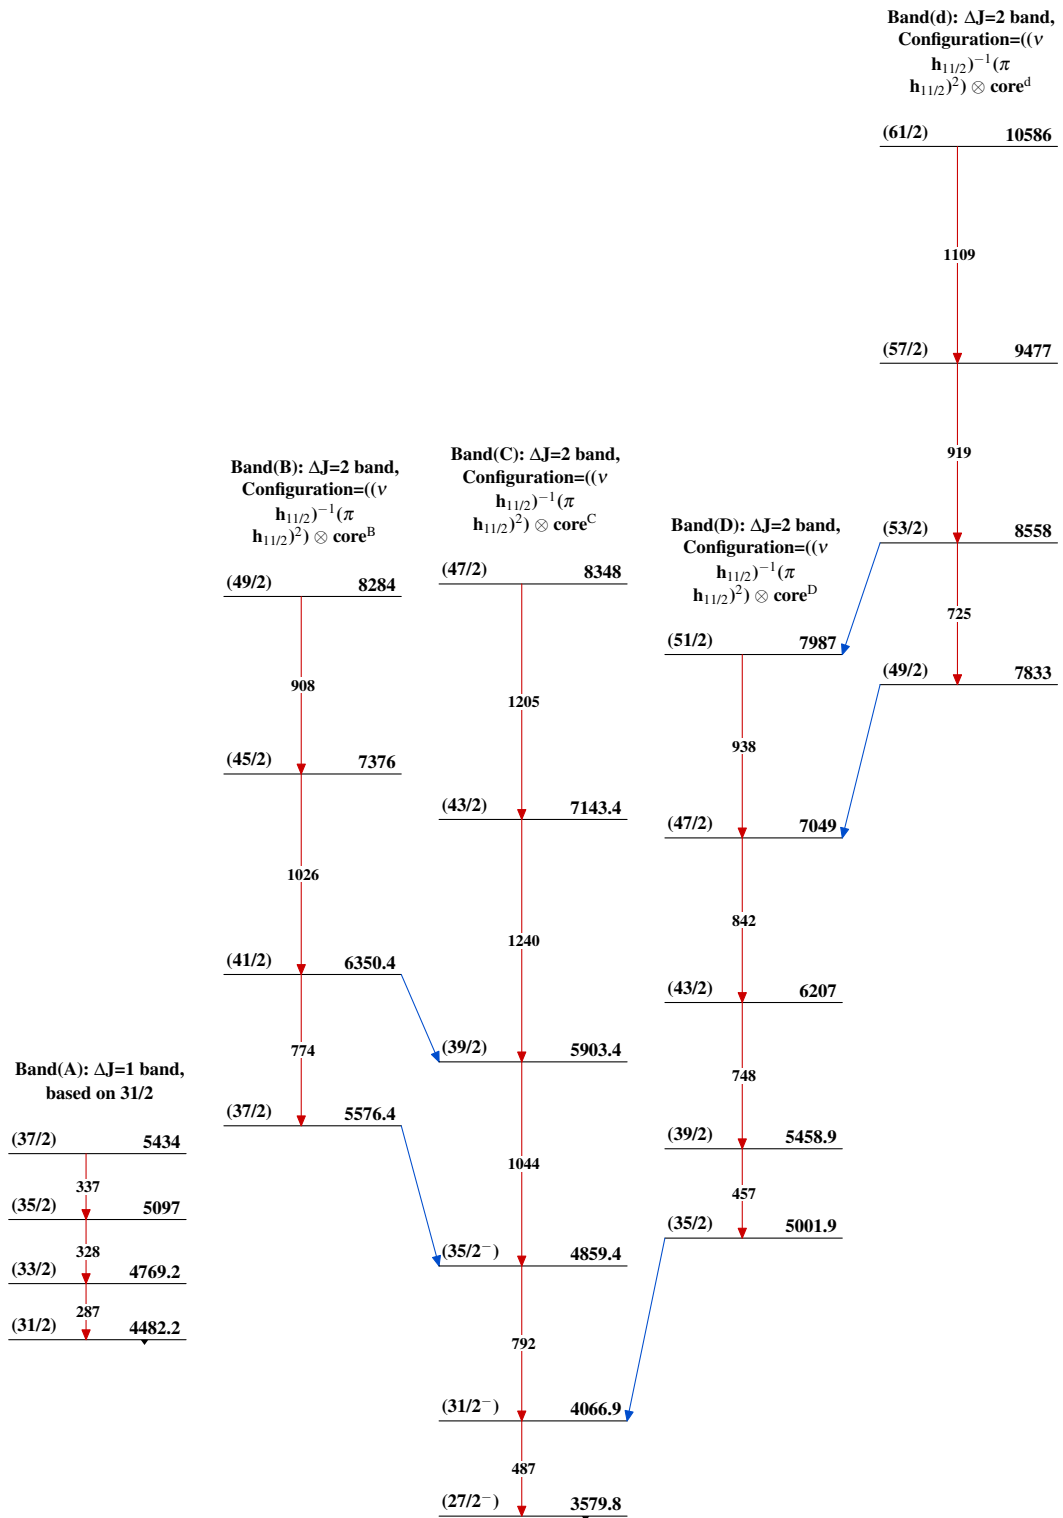 Band(d): ΔJ=2 band,
Configuration=((ν
h₁₁/₂)⁻¹(π
h₁₁/₂)²) ⊗ coreᵈ
(61/2) 10586
1109
(57/2) 9477
919
(53/2) 8558
725
(49/2) 7833
Band(B): ΔJ=2 band,
Configuration=((ν
h₁₁/₂)⁻¹(π
h₁₁/₂)²) ⊗ coreᴮ
(49/2) 8284
908
(45/2) 7376
1026
(41/2) 6350.4
774
(37/2) 5576.4
Band(C): ΔJ=2 band,
Configuration=((ν
h₁₁/₂)⁻¹(π
h₁₁/₂)²) ⊗ core^C
(47/2) 8348
1205
(43/2) 7143.4
1240
(39/2) 5903.4
1044
(35/2⁻) 4859.4
792
(31/2⁻) 4066.9
487
(27/2⁻) 3579.8
Band(D): ΔJ=2 band,
Configuration=((ν
h₁₁/₂)⁻¹(π
h₁₁/₂)²) ⊗ coreᴰ
(51/2) 7987
938
(47/2) 7049
842
(43/2) 6207
748
(39/2) 5458.9
457
(35/2) 5001.9
Band(A): ΔJ=1 band,
based on 31/2
(37/2) 5434
337
(35/2) 5097
328
(33/2) 4769.2
287
(31/2) 4482.2